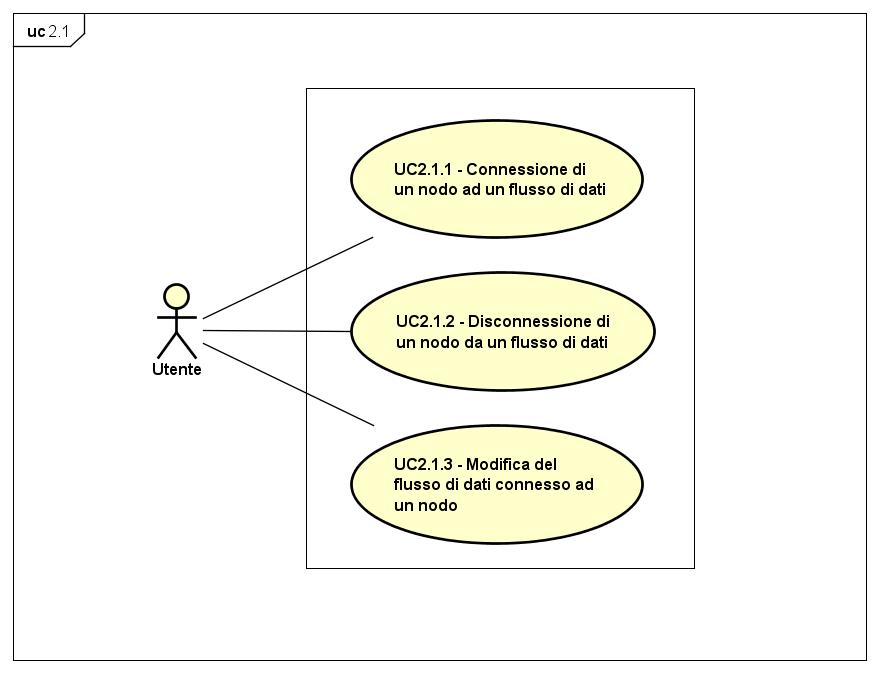 uc 2.1
UC2.1.1 - Connessione di
un nodo ad un flusso di dati
UC2.1.2 - Disconnessione di
un nodo da un flusso di dati
Utente
UC2.1.3 - Modifica del
flusso di dati connesso ad
un nodo